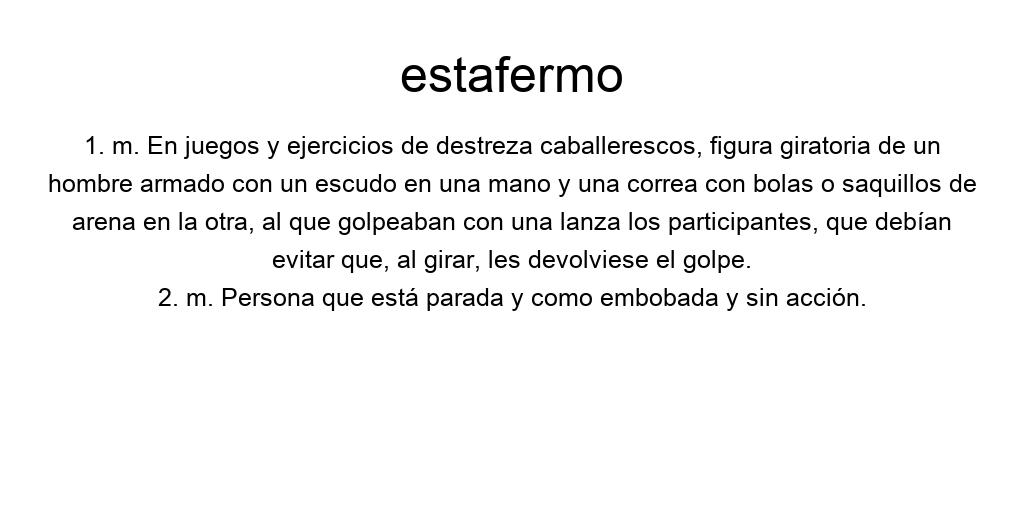 estafermo
1. m. En juegos y ejercicios de destreza caballerescos, figura giratoria de un
hombre armado con un escudo en una mano y una correa con bolas o saquillos de
arena en la otra, al que golpeaban con una lanza los participantes, que debían
evitar que, al girar, les devolviese el golpe.
2. m. Persona que está parada y como embobada y sin acción.